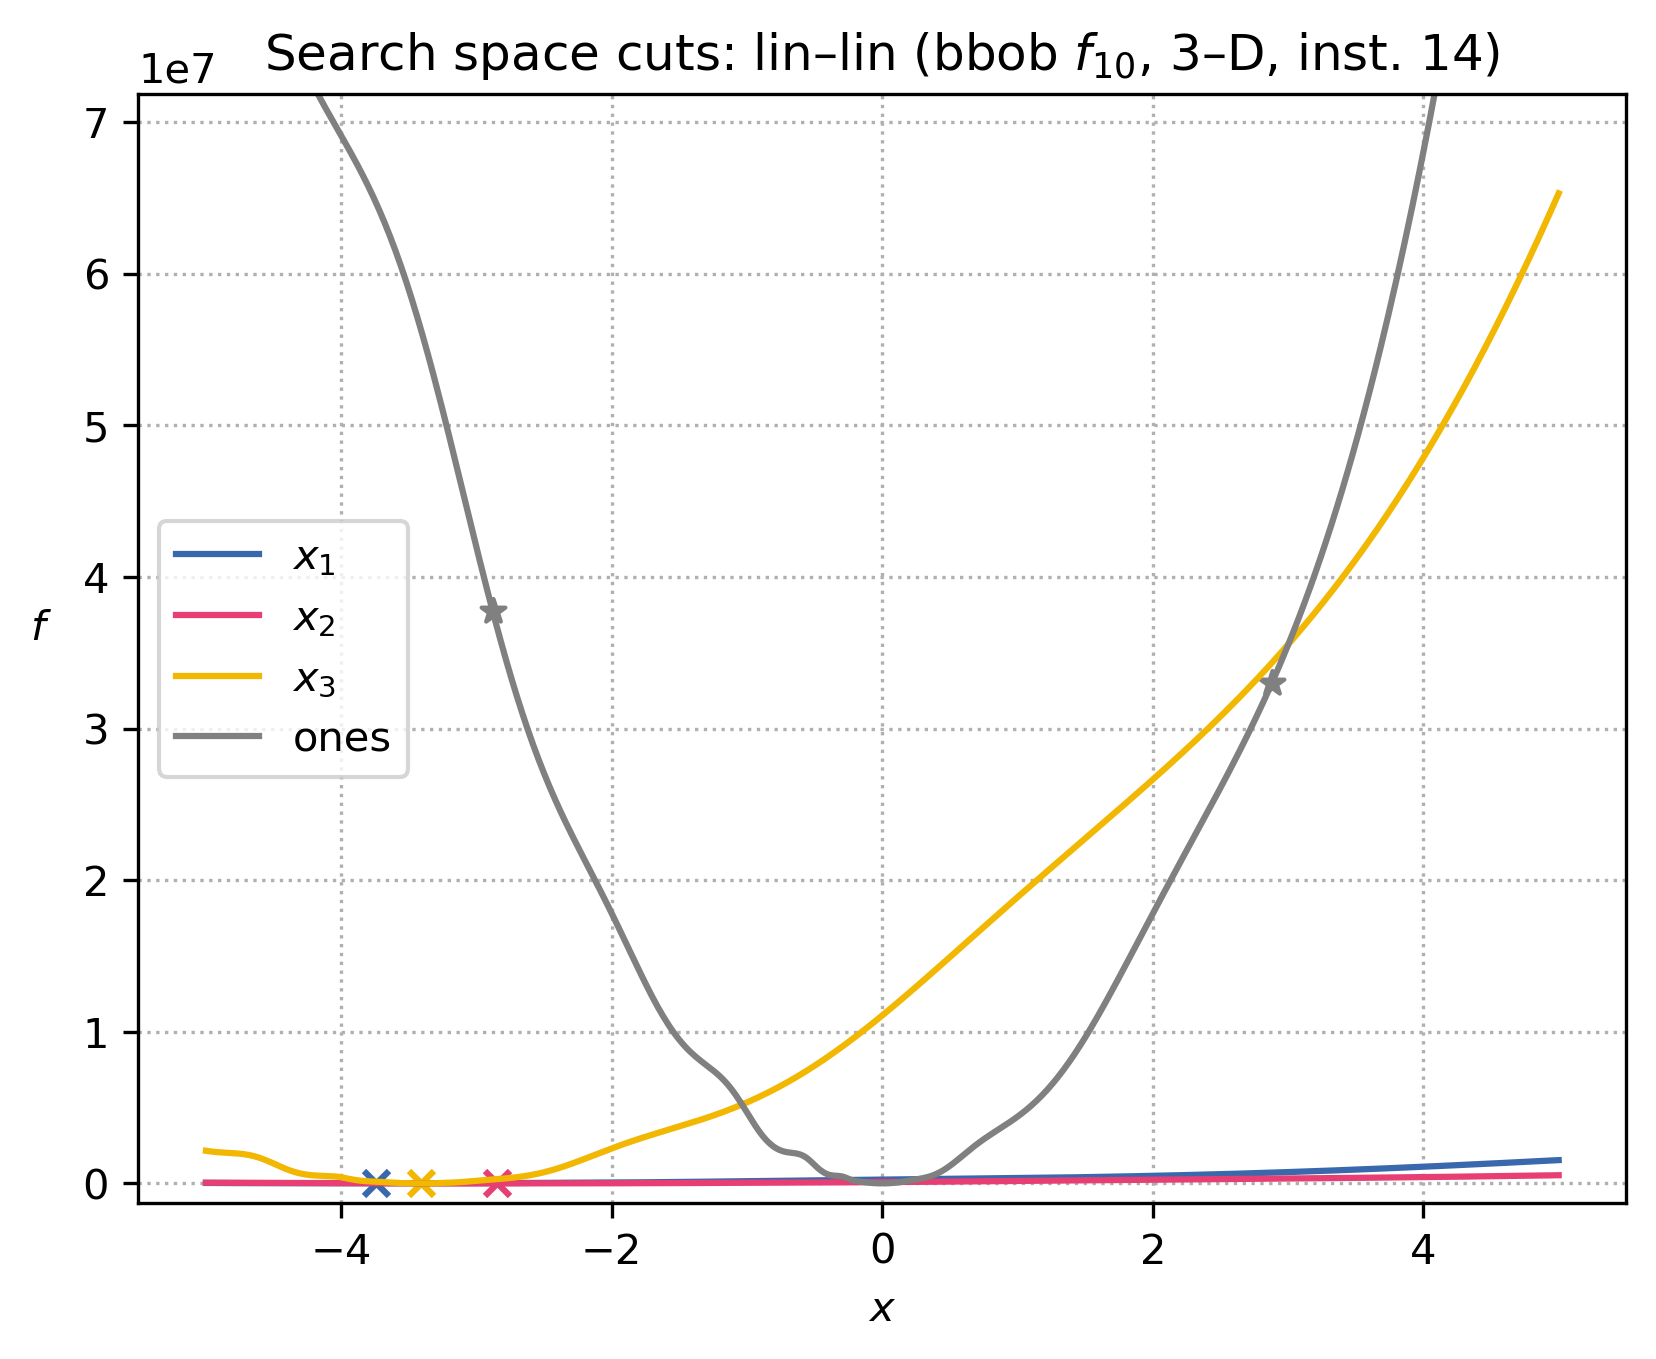 Search space cuts: lin–lin (bbob f₁₀, 3–D, inst. 14)
1e7
7
6
5
4
3
2
1
0
f
x₁
x₂
x₃
ones
−4 −2 0 2 4
x